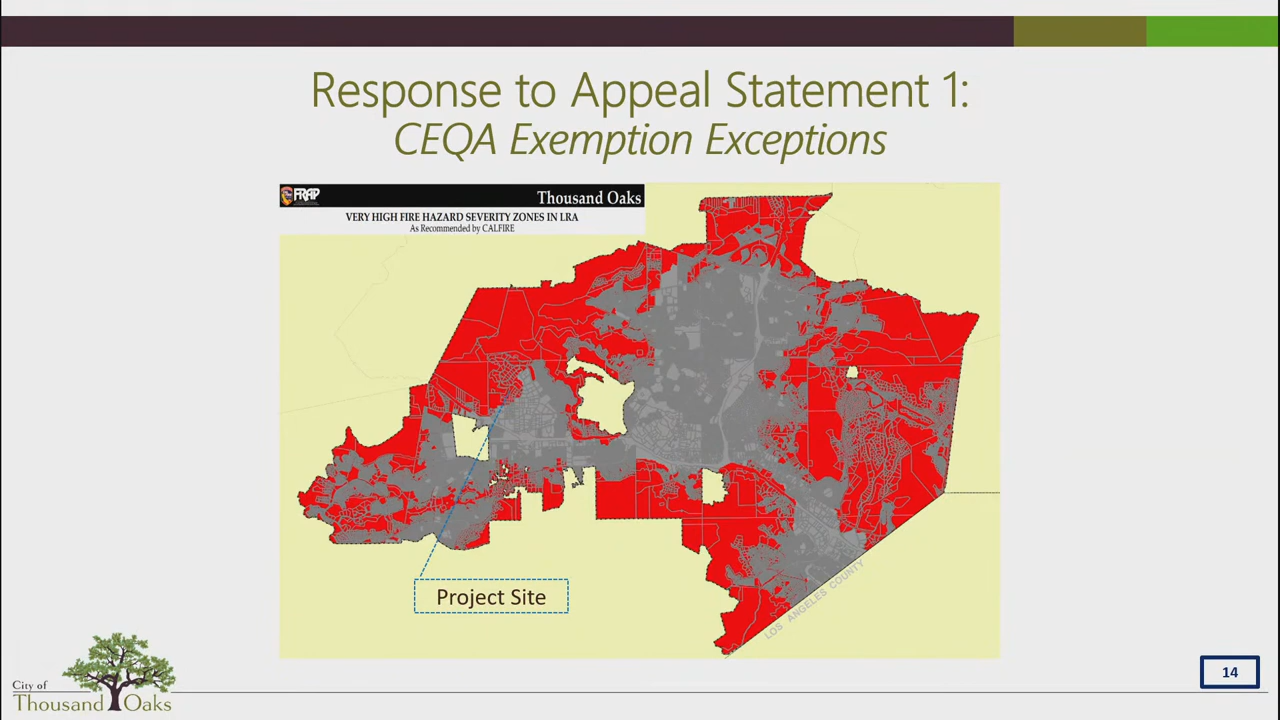 Response to Appeal Statement 1:
CEQA Exemption Exceptions
FRAP
Thousand Oaks
VERY HIGH FIRE HAZARD SEVERITY ZONES IN LRA
As Recommended by CALFIRE
LOS ANGELES COUNTY
Project Site
City of
Thousand Oaks
14